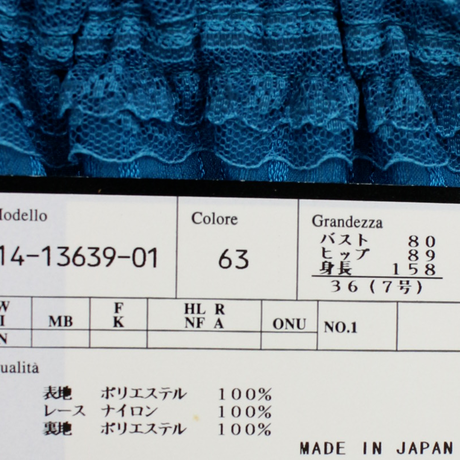 Modello Colore Grandezza
14-13639-01 63
バスト 80
ヒップ 89
身長 158
36(7号)
W F HL R
I MB K NF A ONU NO.1
N
ualità
表地 ポリエステル 100%
レース ナイロン 100%
裏地 ポリエステル 100%
MADE IN JAPAN